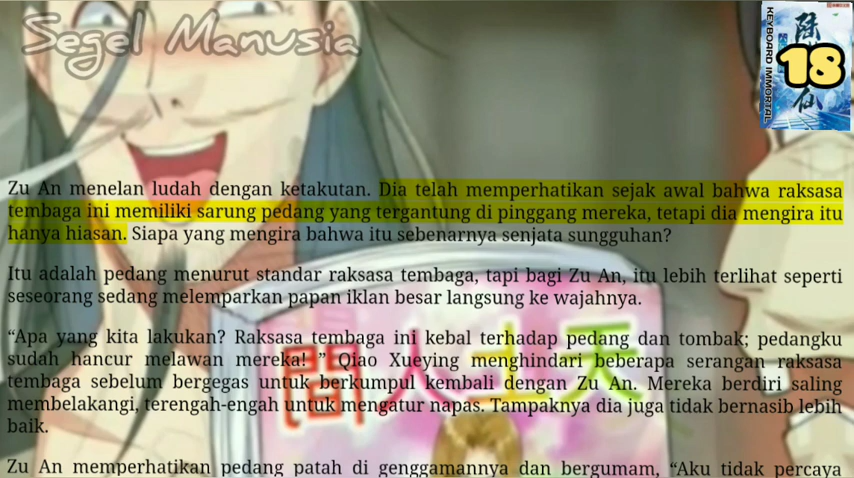 Segel Manusia
KEYBOARD IMMORTAL
18
Zu An menelan ludah dengan ketakutan. Dia telah memperhatikan sejak awal bahwa raksasa
tembaga ini memiliki sarung pedang yang tergantung di pinggang mereka, tetapi dia mengira itu
hanya hiasan. Siapa yang mengira bahwa itu sebenarnya senjata sungguhan?
Itu adalah pedang menurut standar raksasa tembaga, tapi bagi Zu An, itu lebih terlihat seperti
seseorang sedang melemparkan papan iklan besar langsung ke wajahnya.
“Apa yang kita lakukan? Raksasa tembaga ini kebal terhadap pedang dan tombak; pedangku
sudah hancur melawan mereka! ” Qiao Xueying menghindari beberapa serangan raksasa
tembaga sebelum bergegas untuk berkumpul kembali dengan Zu An. Mereka berdiri saling
membelakangi, terengah-engah untuk mengatur napas. Tampaknya dia juga tidak bernasib lebih
baik.
Zu An memperhatikan pedang patah di genggamannya dan bergumam, “Aku tidak percaya
間人上天